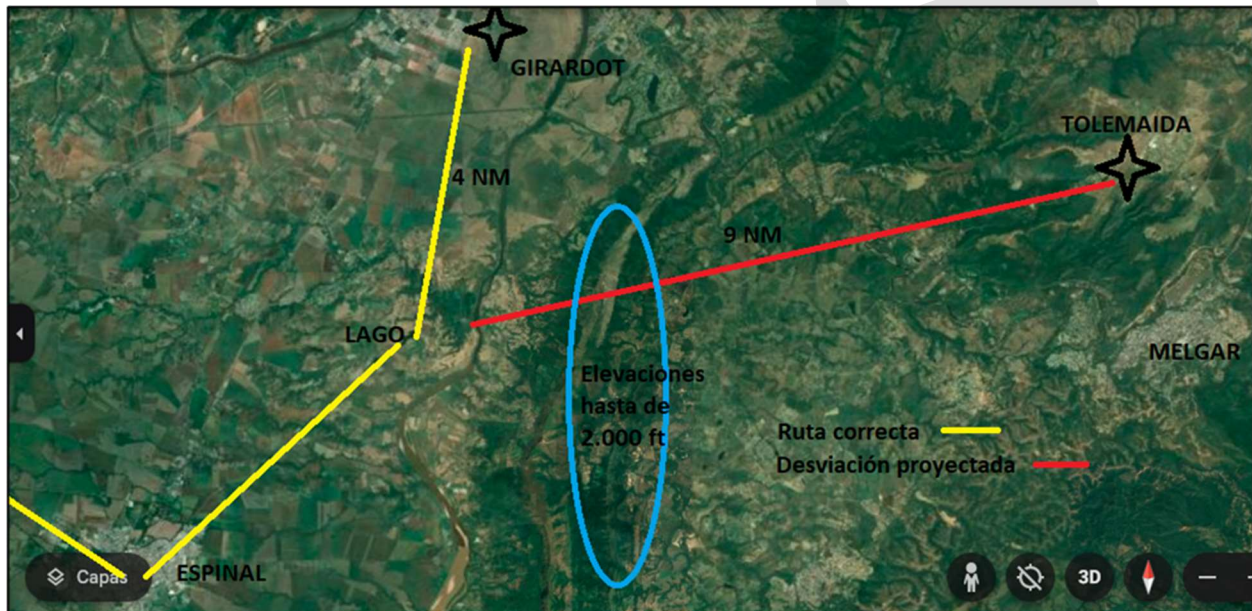 GIRARDOT
TOLEMAIDA
4 NM
9 NM
LAGO
MELGAR
Elevaciones
hasta de
2.000 ft
Ruta correcta
Desviación proyectada
ESPINAL
Capas
3D